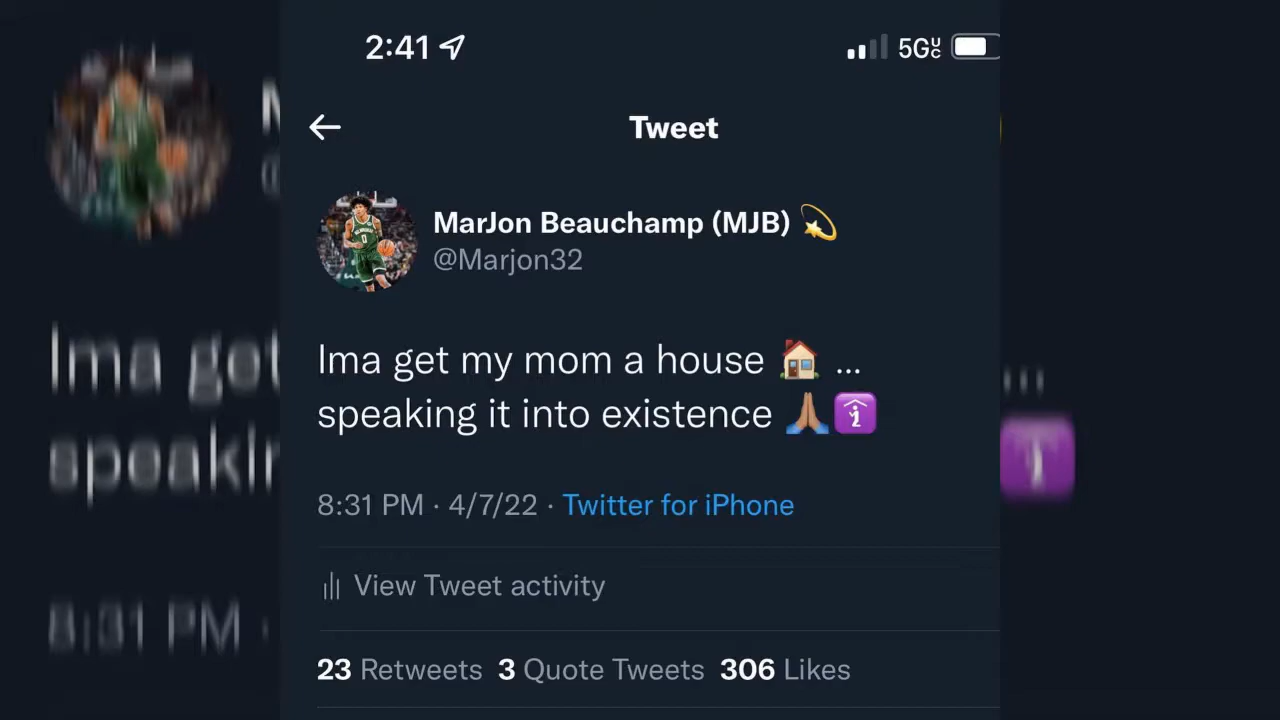 2:41 5GUC
Tweet
MarJon Beauchamp (MJB) 💫
@Marjon32
Ima get my mom a house 🏠 ...
speaking it into existence 🙏🏽🛐
8:31 PM · 4/7/22 · Twitter for iPhone
View Tweet activity
23 Retweets 3 Quote Tweets 306 Likes